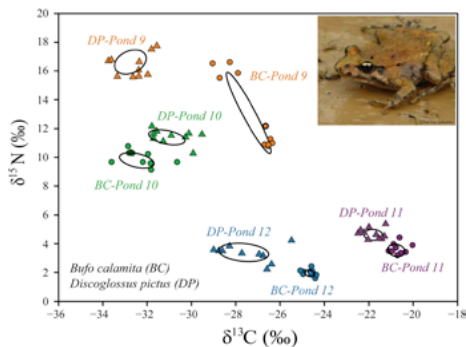 20
18
16
14
12
10
8
6
4
2
0
δ¹⁵N (‰)
DP-Pond 9
BC-Pond 9
DP-Pond 10
BC-Pond 10
DP-Pond 12
BC-Pond 12
DP-Pond 11
BC-Pond 11
Bufo calamita (BC)
Discoglossus pictus (DP)
−36 −34 −32 −30 −28 −26 −24 −22 −20 −18
δ¹³C (‰)